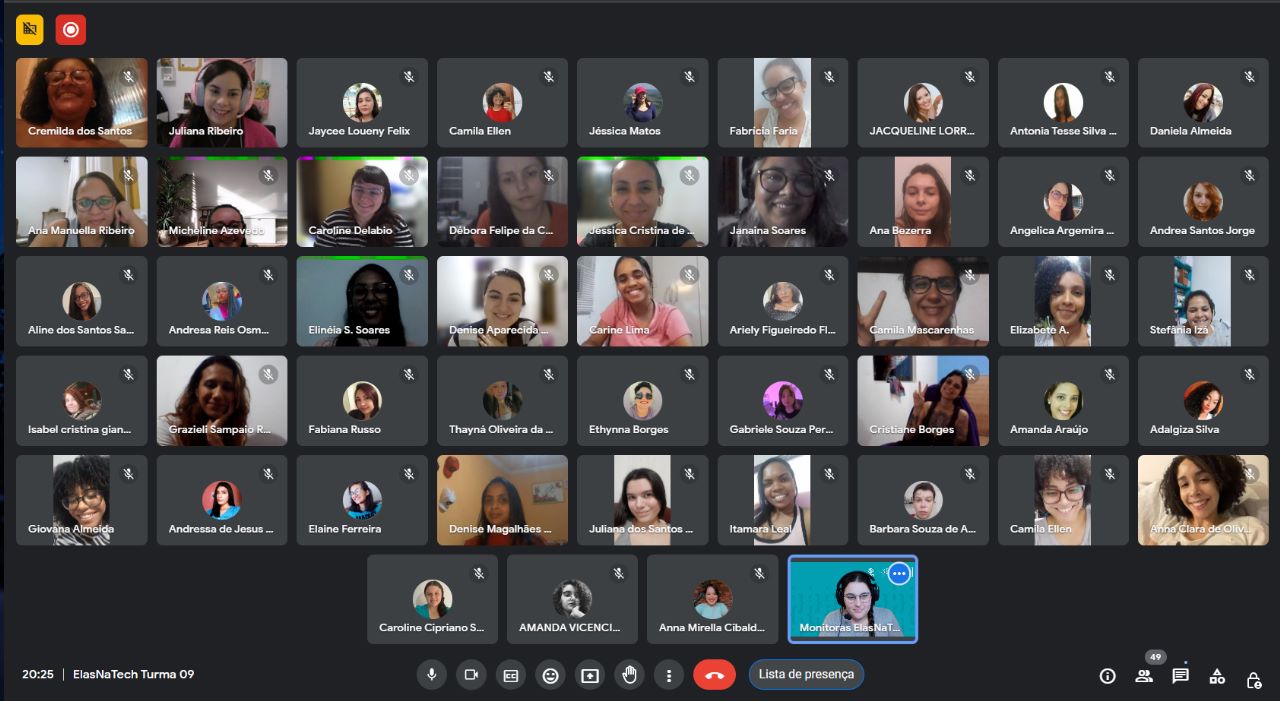 Cremilda dos Santos
Juliana Ribeiro
Jaycee Loueny Felix
Camila Ellen
Jéssica Matos
Fabrícia Faria
JACQUELINE LORR...
Antonia Tesse Silva ...
Daniela Almeida
Ana Manuella Ribeiro
Micheline Azevedo
Caroline Delabio
Débora Felipe da C...
Jéssica Cristina de ...
Janaina Soares
Ana Bezerra
Angelica Argemira ...
Andrea Santos Jorge
Aline dos Santos Sa...
Andresa Reis Osm...
Elinéia S. Soares
Denise Aparecida ...
Carine Lima
Ariely Figueiredo Fl...
Camila Mascarenhas
Elizabete A.
Stefânia Izá
Isabel cristina gian...
Grazieli Sampaio R...
Fabiana Russo
Thayná Oliveira da ...
Ethynna Borges
Gabriele Souza Per...
Cristiane Borges
Amanda Araújo
Adalgiza Silva
Giovana Almeida
Andressa de Jesus ...
Elaine Ferreira
Denise Magalhães ...
Juliana dos Santos ...
Itamara Leal
Barbara Souza de A...
Camila Ellen
Anna Clara de Oliv...
Caroline Cipriano S...
AMANDA VICENCI...
Anna Mirella Cibald...
Monitoras ElasNaT...
20:25 | ElasNaTech Turma 09
Lista de presença
49